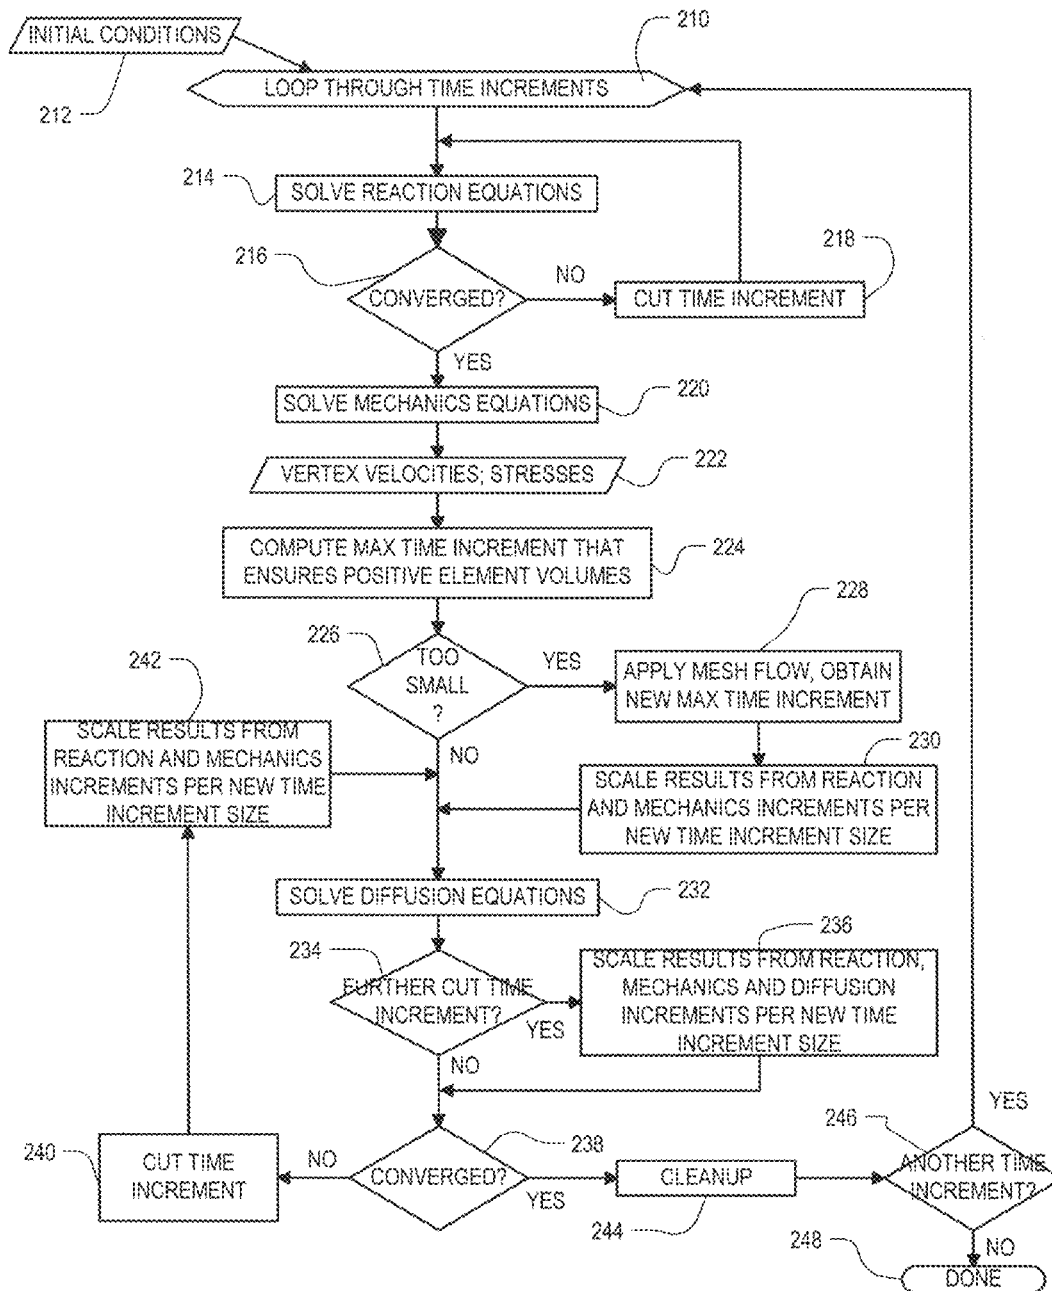 INITIAL CONDITIONS
210
LOOP THROUGH TIME INCREMENTS
212
214
SOLVE REACTION EQUATIONS
216
218
CONVERGED?
NO
CUT TIME INCREMENT
YES
SOLVE MECHANICS EQUATIONS
220
VERTEX VELOCITIES; STRESSES
222
COMPUTE MAX TIME INCREMENT THAT
ENSURES POSITIVE ELEMENT VOLUMES
224
226
228
242
TOO
SMALL
?
YES
APPLY MESH FLOW, OBTAIN
NEW MAX TIME INCREMENT
SCALE RESULTS FROM
REACTION AND MECHANICS
INCREMENTS PER NEW TIME
INCREMENT SIZE
NO
230
SCALE RESULTS FROM REACTION
AND MECHANICS INCREMENTS PER
NEW TIME INCREMENT SIZE
SOLVE DIFFUSION EQUATIONS
232
234
236
FURTHER CUT TIME
INCREMENT?
YES
SCALE RESULTS FROM REACTION,
MECHANICS AND DIFFUSION
INCREMENTS PER NEW TIME
INCREMENT SIZE
NO
YES
240
CUT TIME
INCREMENT
NO
CONVERGED?
238
YES
CLEANUP
244
246
ANOTHER TIME
INCREMENT?
NO
248
DONE